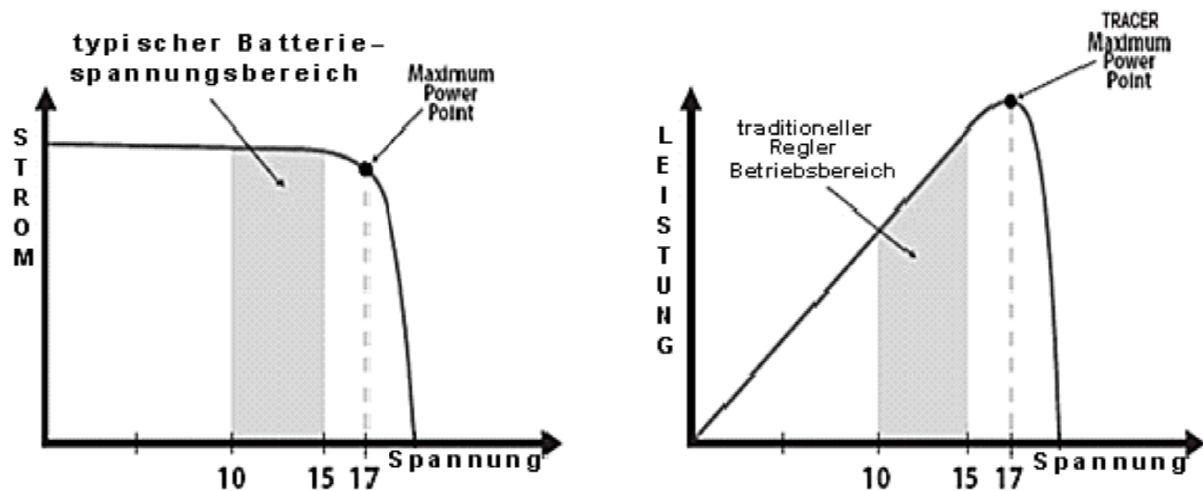 typischer Batterie–
spannungsbereich
Maximum
Power
Point
STROM
10 15 17
Spannung
TRACER
Maximum
Power
Point
traditioneller
Regler
Betriebsbereich
LEISTUNG
10 15 17
Spannung